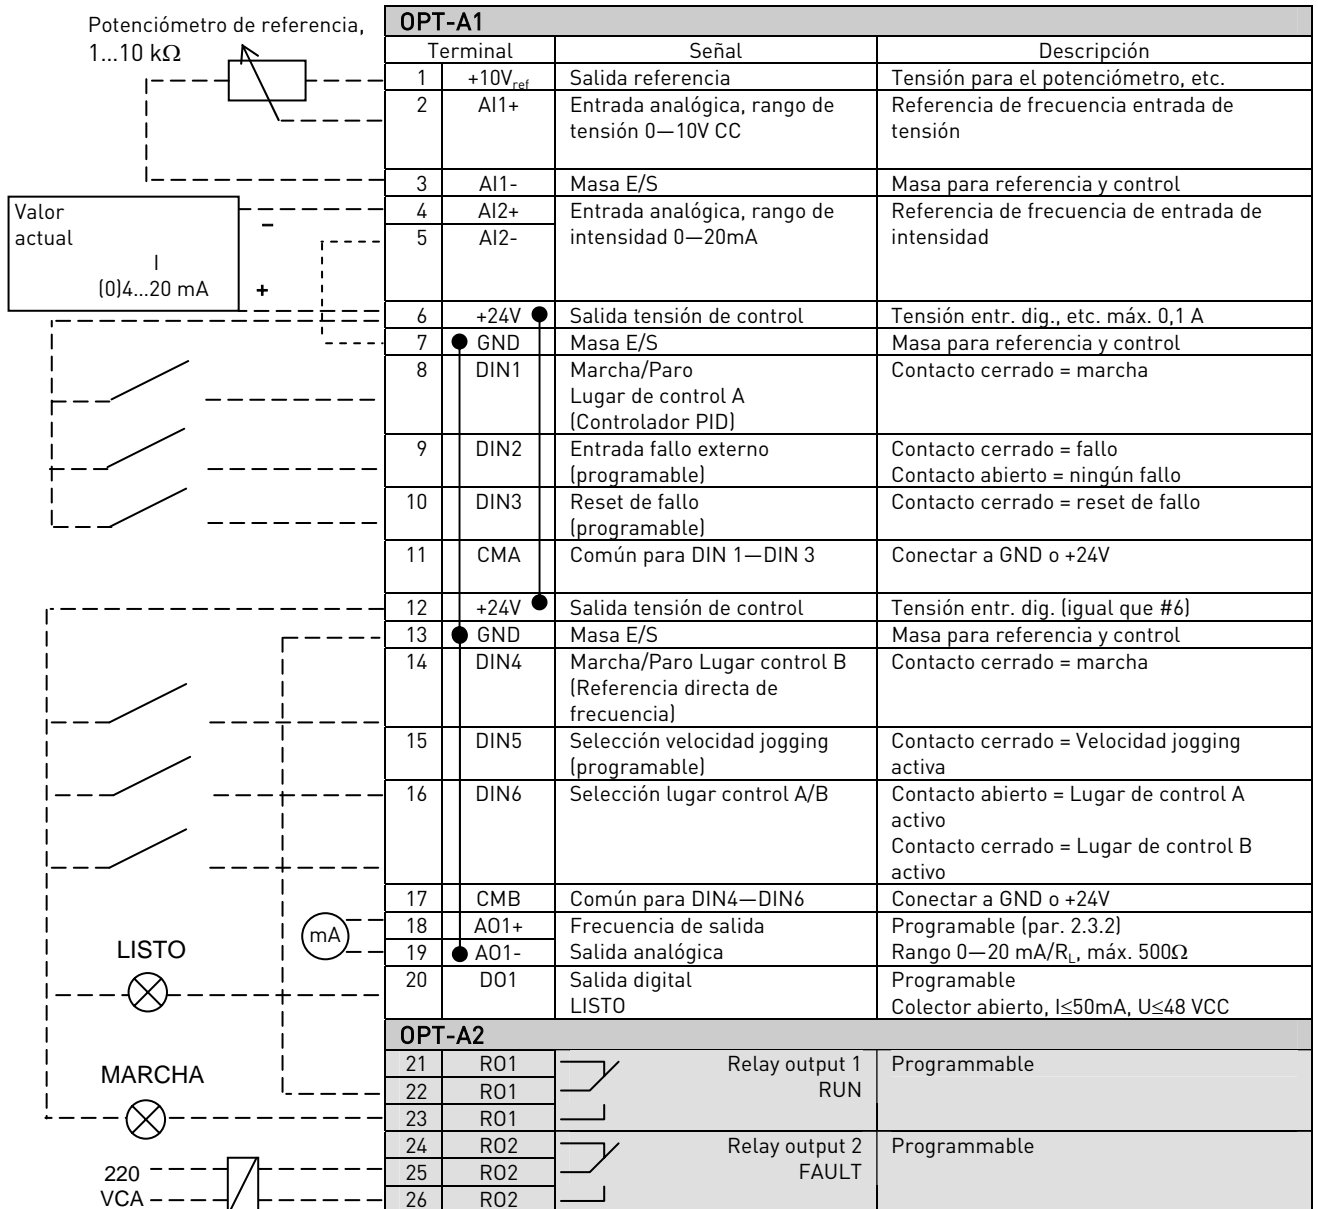 Potenciómetro de referencia,
1...10 kΩ
Valor
actual
I
(0)4...20 mA
–
+
LISTO
mA
MARCHA
220
VCA
OPT-A1
Terminal Señal Descripción
1 +10Vref Salida referencia Tensión para el potenciómetro, etc.
2 AI1+ Entrada analógica, rango de Referencia de frecuencia entrada de
tensión 0—10V CC tensión
3 AI1- Masa E/S Masa para referencia y control
4 AI2+ Entrada analógica, rango de Referencia de frecuencia de entrada de
5 AI2- intensidad 0—20mA intensidad
6 +24V Salida tensión de control Tensión entr. dig., etc. máx. 0,1 A
7 GND Masa E/S Masa para referencia y control
8 DIN1 Marcha/Paro Contacto cerrado = marcha
Lugar de control A
(Controlador PID)
9 DIN2 Entrada fallo externo Contacto cerrado = fallo
(programable) Contacto abierto = ningún fallo
10 DIN3 Reset de fallo Contacto cerrado = reset de fallo
(programable)
11 CMA Común para DIN 1—DIN 3 Conectar a GND o +24V
12 +24V Salida tensión de control Tensión entr. dig. (igual que #6)
13 GND Masa E/S Masa para referencia y control
14 DIN4 Marcha/Paro Lugar control B Contacto cerrado = marcha
(Referencia directa de
frecuencia)
15 DIN5 Selección velocidad jogging Contacto cerrado = Velocidad jogging
(programable) activa
16 DIN6 Selección lugar control A/B Contacto abierto = Lugar de control A
activo
Contacto cerrado = Lugar de control B
activo
17 CMB Común para DIN4—DIN6 Conectar a GND o +24V
18 AO1+ Frecuencia de salida Programable (par. 2.3.2)
19 AO1- Salida analógica Rango 0—20 mA/RL, máx. 500Ω
20 DO1 Salida digital Programable
LISTO Colector abierto, I≤50mA, U≤48 VCC
OPT-A2
21 RO1 Relay output 1 Programmable
22 RO1 RUN
23 RO1
24 RO2 Relay output 2 Programmable
25 RO2 FAULT
26 RO2